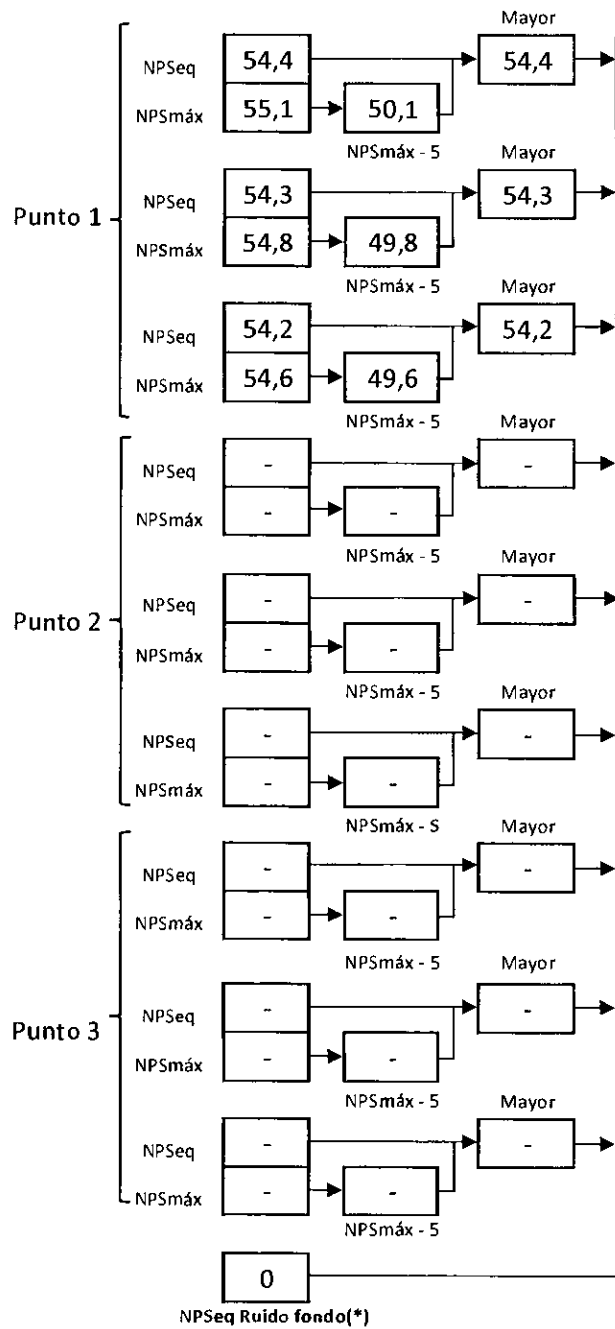 Mayor
NPSeq 54,4 54,4
NPSmáx 55,1 50,1
NPSmáx - 5 Mayor
Punto 1
NPSeq 54,3 54,3
NPSmáx 54,8 49,8
NPSmáx - 5 Mayor
NPSeq 54,2 54,2
NPSmáx 54,6 49,6
NPSmáx - 5 Mayor
NPSeq - -
NPSmáx - -
NPSmáx - 5 Mayor
Punto 2
NPSeq - -
NPSmáx - -
NPSmáx - 5 Mayor
NPSeq - -
NPSmáx - -
NPSmáx - S Mayor
NPSeq - -
NPSmáx - -
NPSmáx - 5 Mayor
Punto 3
NPSeq - -
NPSmáx - -
NPSmáx - 5 Mayor
NPSeq - -
NPSmáx - -
NPSmáx - 5
0
NPSeq Ruido fondo(*)